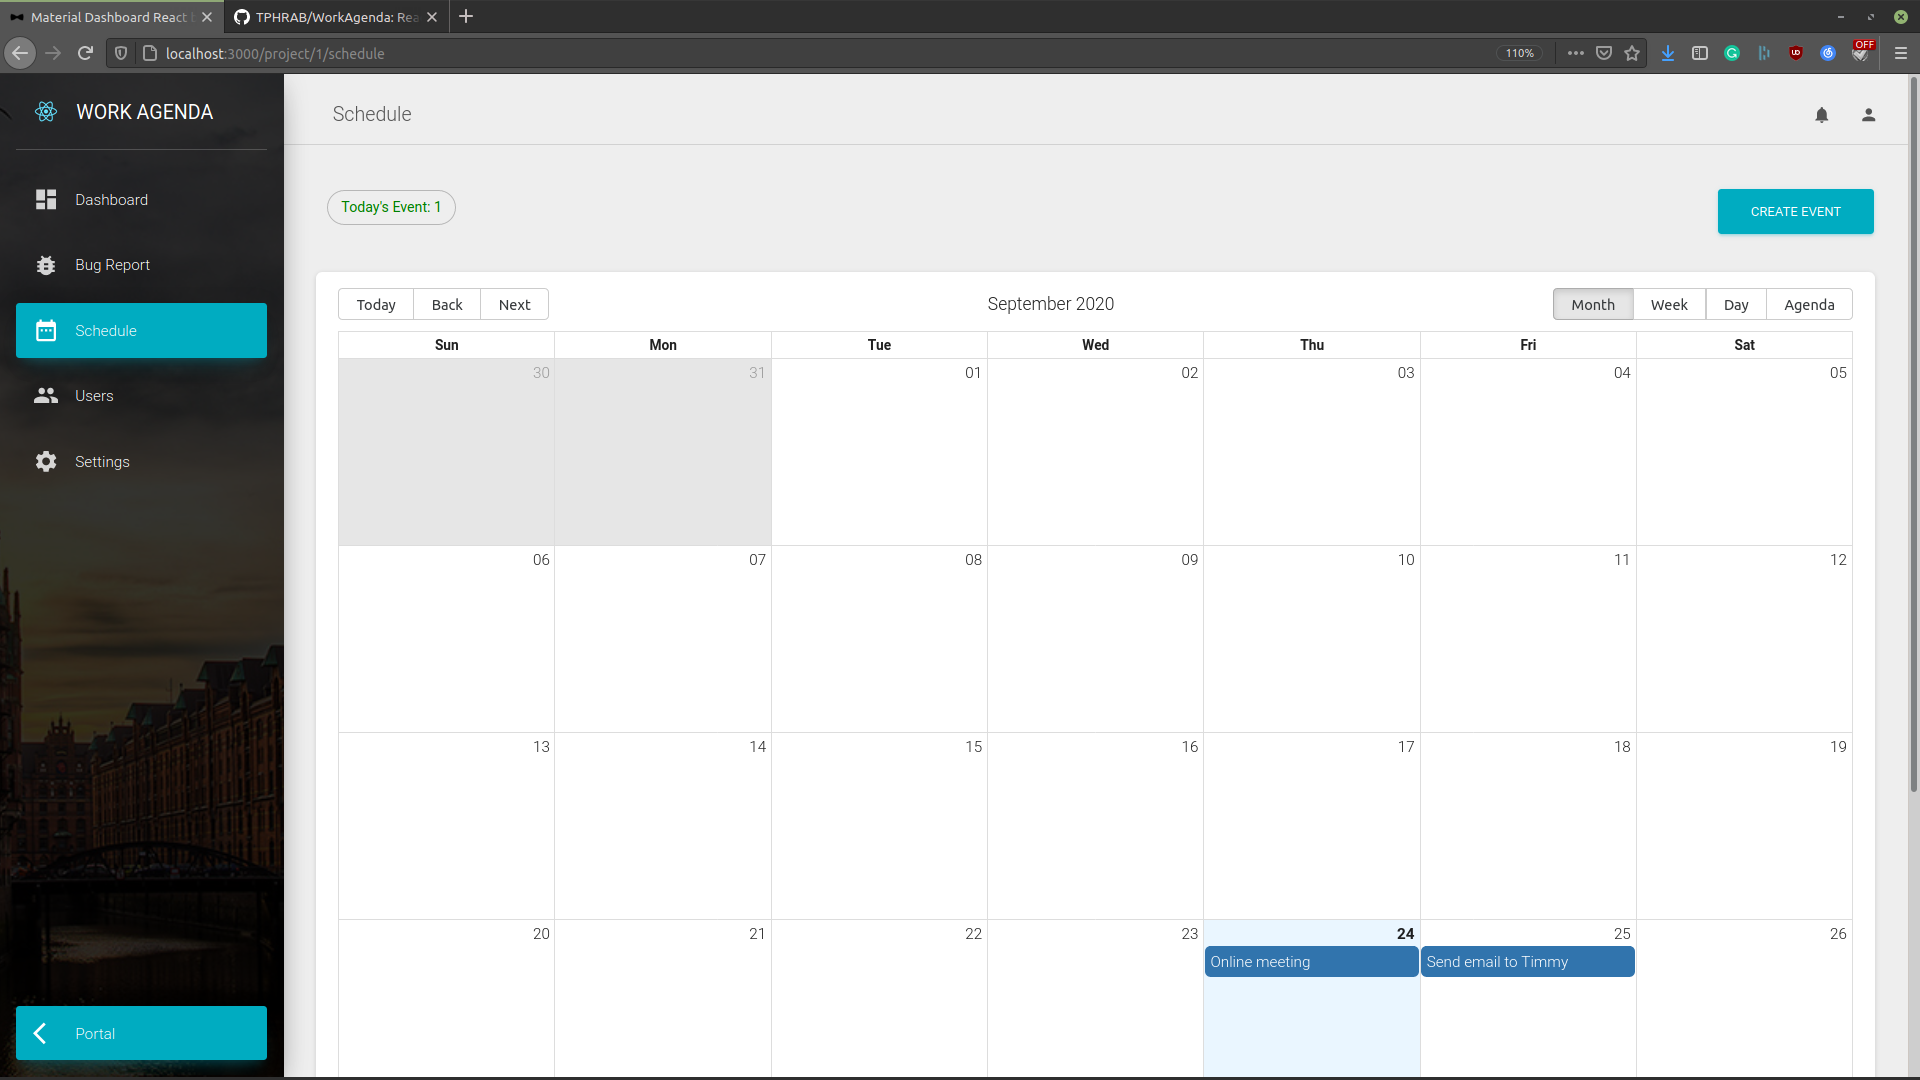 Material Dashboard React b
TPHRAB/WorkAgenda: Rea
localhost:3000/project/1/schedule
110%
OFF
WORK AGENDA
Schedule
Dashboard
Bug Report
Schedule
Users
Settings
Portal
Today's Event: 1
CREATE EVENT
Today Back Next
September 2020
Month Week Day Agenda
Sun Mon Tue Wed Thu Fri Sat
30 31 01 02 03 04 05
06 07 08 09 10 11 12
13 14 15 16 17 18 19
20 21 22 23 24 25 26
Online meeting Send email to Timmy